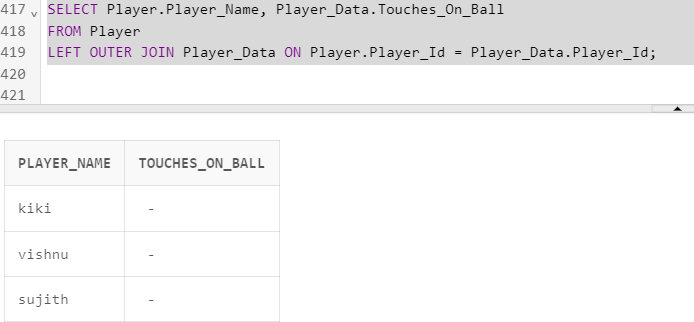 417 SELECT Player.Player_Name, Player_Data.Touches_On_Ball
418 FROM Player
419 LEFT OUTER JOIN Player_Data ON Player.Player_Id = Player_Data.Player_Id;
420
421
PLAYER_NAME TOUCHES_ON_BALL
kiki -
vishnu -
sujith -